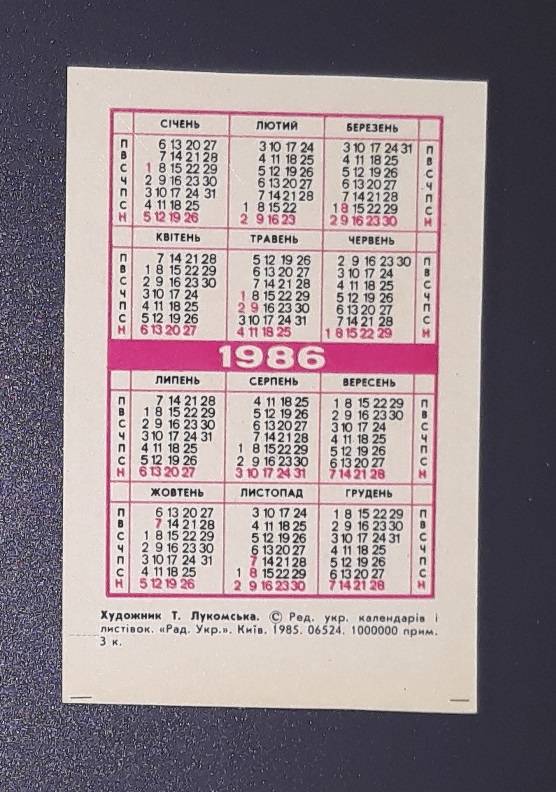 СІЧЕНЬ ЛЮТИЙ БЕРЕЗЕНЬ
П 6 13 20 27 3 10 17 24 3 10 17 24 31 П
В 7 14 21 28 4 11 18 25 4 11 18 25 В
С 1 8 15 22 29 5 12 19 26 5 12 19 26 С
Ч 2 9 16 23 30 6 13 20 27 6 13 20 27 Ч
П 3 10 17 24 31 7 14 21 28 7 14 21 28 П
С 4 11 18 25 1 8 15 22 1 8 15 22 29 С
Н 5 12 19 26 2 9 16 23 2 9 16 23 30 Н
КВІТЕНЬ ТРАВЕНЬ ЧЕРВЕНЬ
П 7 14 21 28 5 12 19 26 2 9 16 23 30 П
В 1 8 15 22 29 6 13 20 27 3 10 17 24 В
С 2 9 16 23 30 7 14 21 28 4 11 18 25 С
Ч 3 10 17 24 1 8 15 22 29 5 12 19 26 Ч
П 4 11 18 25 2 9 16 23 30 6 13 20 27 П
С 5 12 19 26 3 10 17 24 31 7 14 21 28 С
Н 6 13 20 27 4 11 18 25 1 8 15 22 29 Н
1986
ЛИПЕНЬ СЕРПЕНЬ ВЕРЕСЕНЬ
П 7 14 21 28 4 11 18 25 1 8 15 22 29 П
В 1 8 15 22 29 5 12 19 26 2 9 16 23 30 В
С 2 9 16 23 30 6 13 20 27 3 10 17 24 С
Ч 3 10 17 24 31 7 14 21 28 4 11 18 25 Ч
П 4 11 18 25 1 8 15 22 29 5 12 19 26 П
С 5 12 19 26 2 9 16 23 30 6 13 20 27 С
Н 6 13 20 27 3 10 17 24 31 7 14 21 28 Н
ЖОВТЕНЬ ЛИСТОПАД ГРУДЕНЬ
П 6 13 20 27 3 10 17 24 1 8 15 22 29 П
В 7 14 21 28 4 11 18 25 2 9 16 23 30 В
С 1 8 15 22 29 5 12 19 26 3 10 17 24 31 С
Ч 2 9 16 23 30 6 13 20 27 4 11 18 25 Ч
П 3 10 17 24 31 7 14 21 28 5 12 19 26 П
С 4 11 18 25 1 8 15 22 29 6 13 20 27 С
Н 5 12 19 26 2 9 16 23 30 7 14 21 28 Н
Художник Т. Лукомська. © Ред. укр. календарів і
листівок. «Рад. Укр.». Київ. 1985. 06524. 1000000 прим.
3 к.